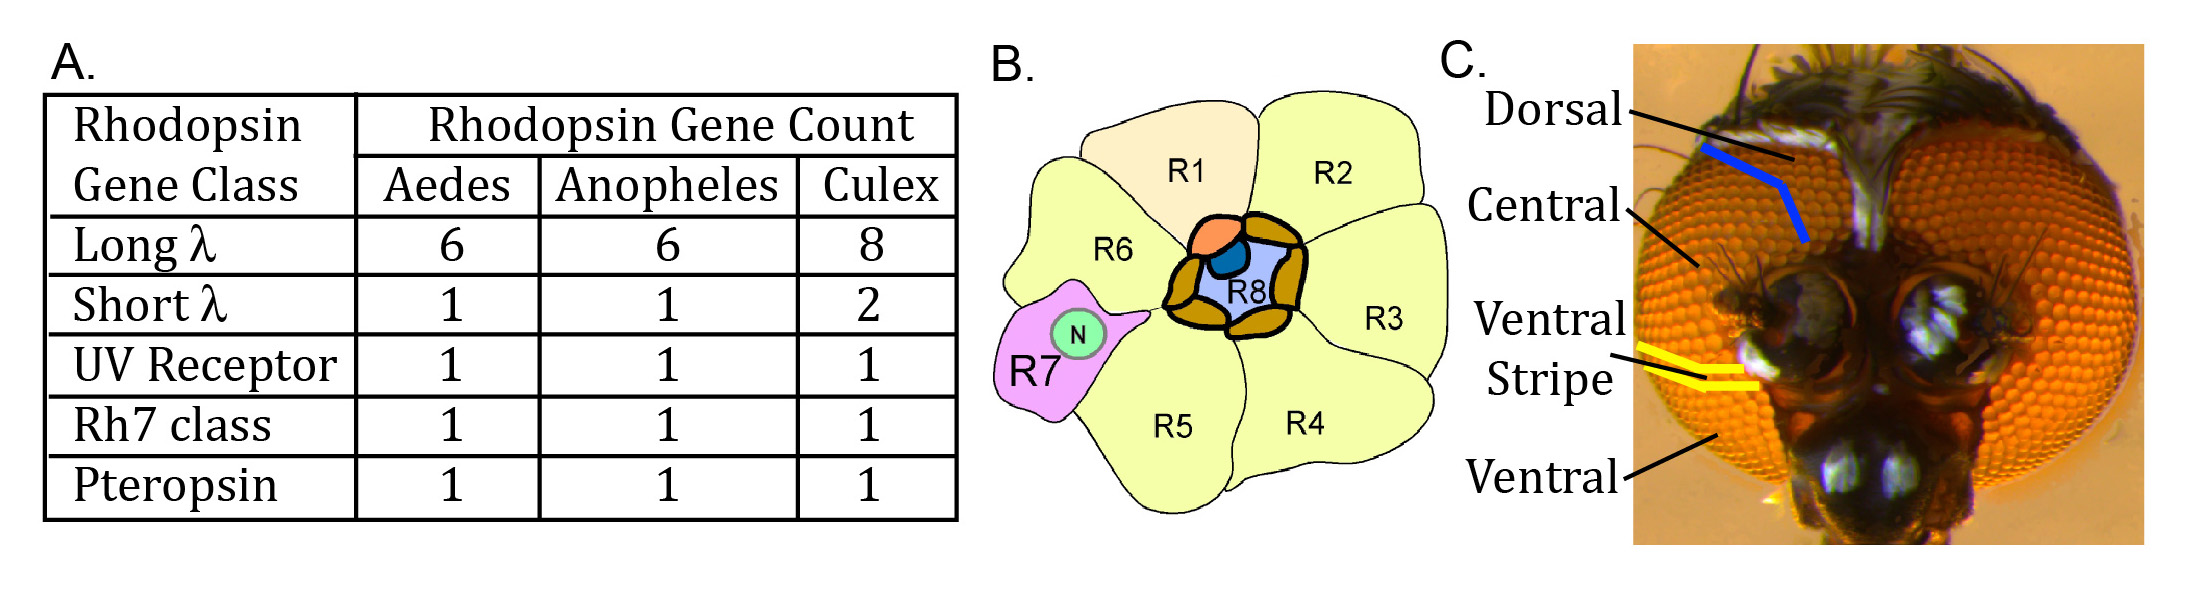 A.
Rhodopsin Gene Class
Rhodopsin Gene Count
Aedes Anopheles Culex
Long λ 6 6 8
Short λ 1 1 2
UV Receptor 1 1 1
Rh7 class 1 1 1
Pteropsin 1 1 1
B.
R1
R2
R6
R3
R8
N
R7
R5
R4
C.
Dorsal
Central
Ventral
Stripe
Ventral